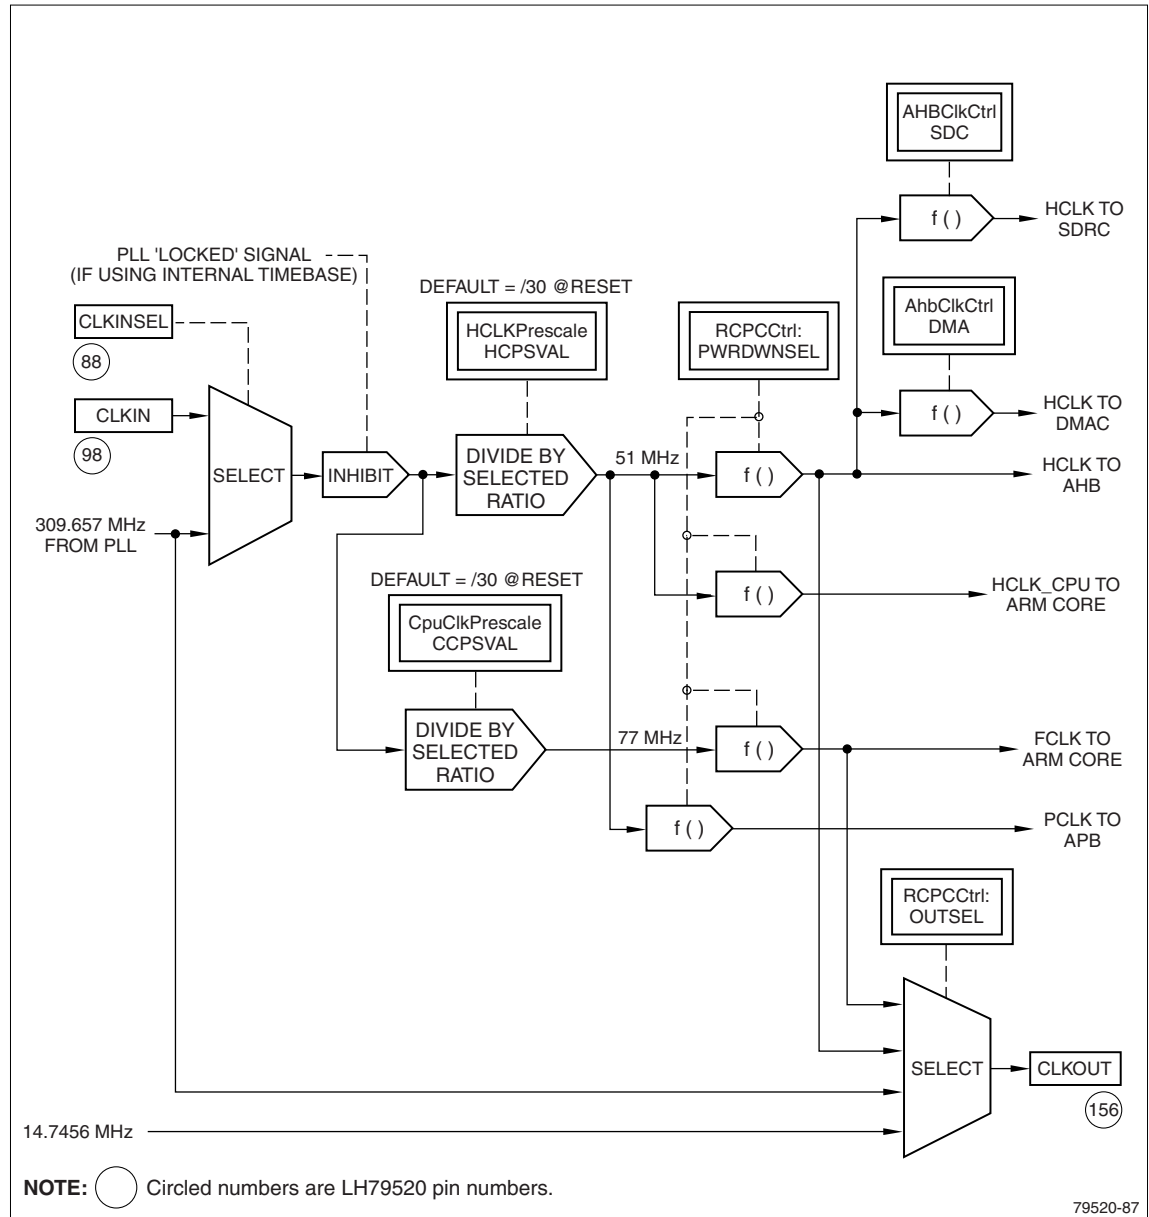 AHBClkCtrl
SDC
f ( )
HCLK TO
SDRC
PLL 'LOCKED' SIGNAL
(IF USING INTERNAL TIMEBASE)
DEFAULT = /30 @RESET
CLKINSEL
88
HCLKPrescale
HCPSVAL
RCPCCtrl:
PWRDWNSEL
AhbClkCtrl
DMA
CLKIN
98
f ( )
HCLK TO
DMAC
SELECT
INHIBIT
DIVIDE BY
SELECTED
RATIO
51 MHz
f ( )
HCLK TO
AHB
309.657 MHz
FROM PLL
DEFAULT = /30 @RESET
CpuClkPrescale
CCPSVAL
f ( )
HCLK_CPU TO
ARM CORE
DIVIDE BY
SELECTED
RATIO
77 MHz
f ( )
FCLK TO
ARM CORE
f ( )
PCLK TO
APB
RCPCCtrl:
OUTSEL
SELECT
CLKOUT
156
14.7456 MHz
NOTE: Circled numbers are LH79520 pin numbers.
79520-87